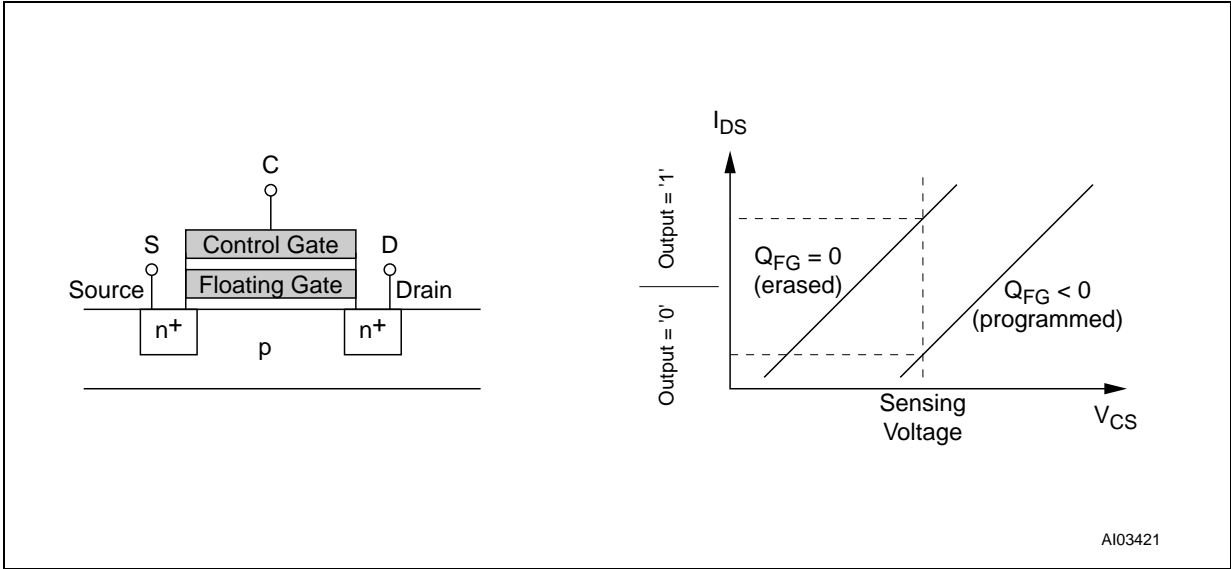 C
S
Control Gate
D
Source
Floating Gate
Drain
n+
n+
p
IDS
Output = '1'
Output = '0'
QFG = 0
(erased)
QFG < 0
(programmed)
Sensing
Voltage
VCS
AI03421